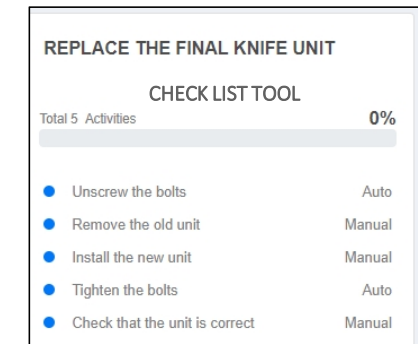 REPLACE THE FINAL KNIFE UNIT
CHECK LIST TOOL
Total 5 Activities 0%
Unscrew the bolts Auto
Remove the old unit Manual
Install the new unit Manual
Tighten the bolts Auto
Check that the unit is correct Manual